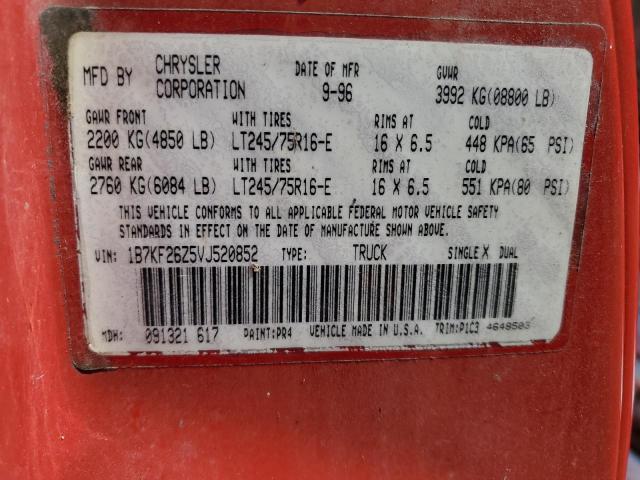 MFD BY CHRYSLER CORPORATION DATE OF MFR 9-96 GVWR 3992 KG(08800 LB)
GAWR FRONT WITH TIRES RIMS AT COLD
2200 KG(4850 LB) LT245/75R16-E 16 X 6.5 448 KPA(65 PSI)
GAWR REAR WITH TIRES RIMS AT COLD
2760 KG(6084 LB) LT245/75R16-E 16 X 6.5 551 KPA(80 PSI)
THIS VEHICLE CONFORMS TO ALL APPLICABLE FEDERAL MOTOR VEHICLE SAFETY
STANDARDS IN EFFECT ON THE DATE OF MANUFACTURE SHOWN ABOVE.
VIN: 1B7KF26Z5VJ520852 TYPE: TRUCK SINGLE X DUAL
MDH: 091321 617 PAINT:PR4 VEHICLE MADE IN U.S.A. TRIM:P1C3 4648503